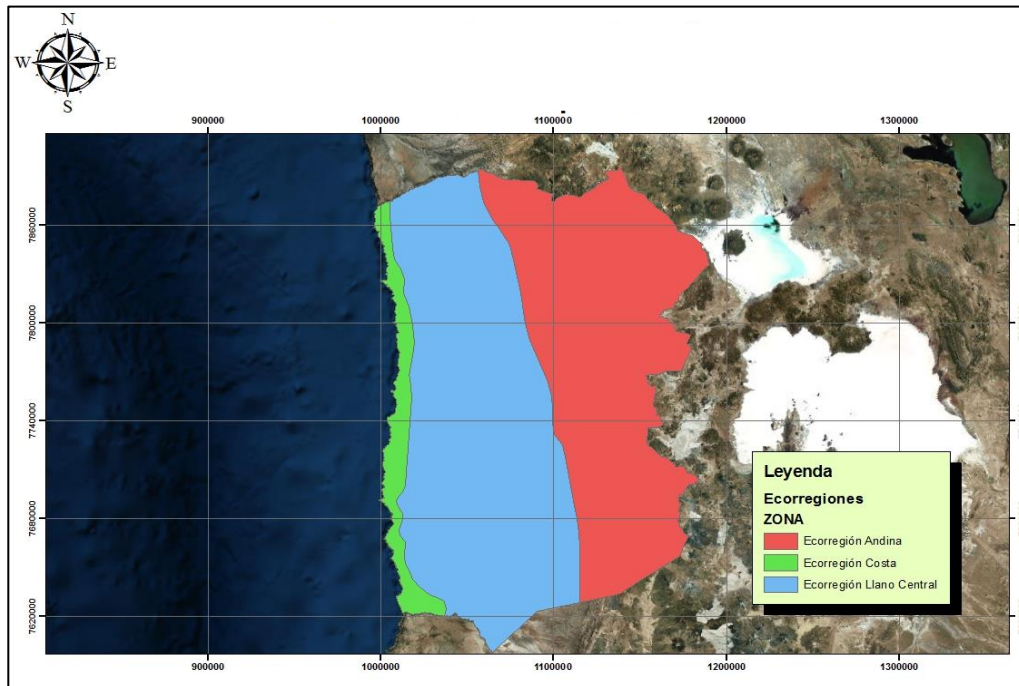 N
W E
S
900000 1000000 1100000 1200000 1300000
7860000
7800000
7740000
7680000
7620000
Leyenda
Ecorregiones
ZONA
Ecorregión Andina
Ecorregión Costa
Ecorregión Llano Central
900000 1000000 1100000 1200000 1300000